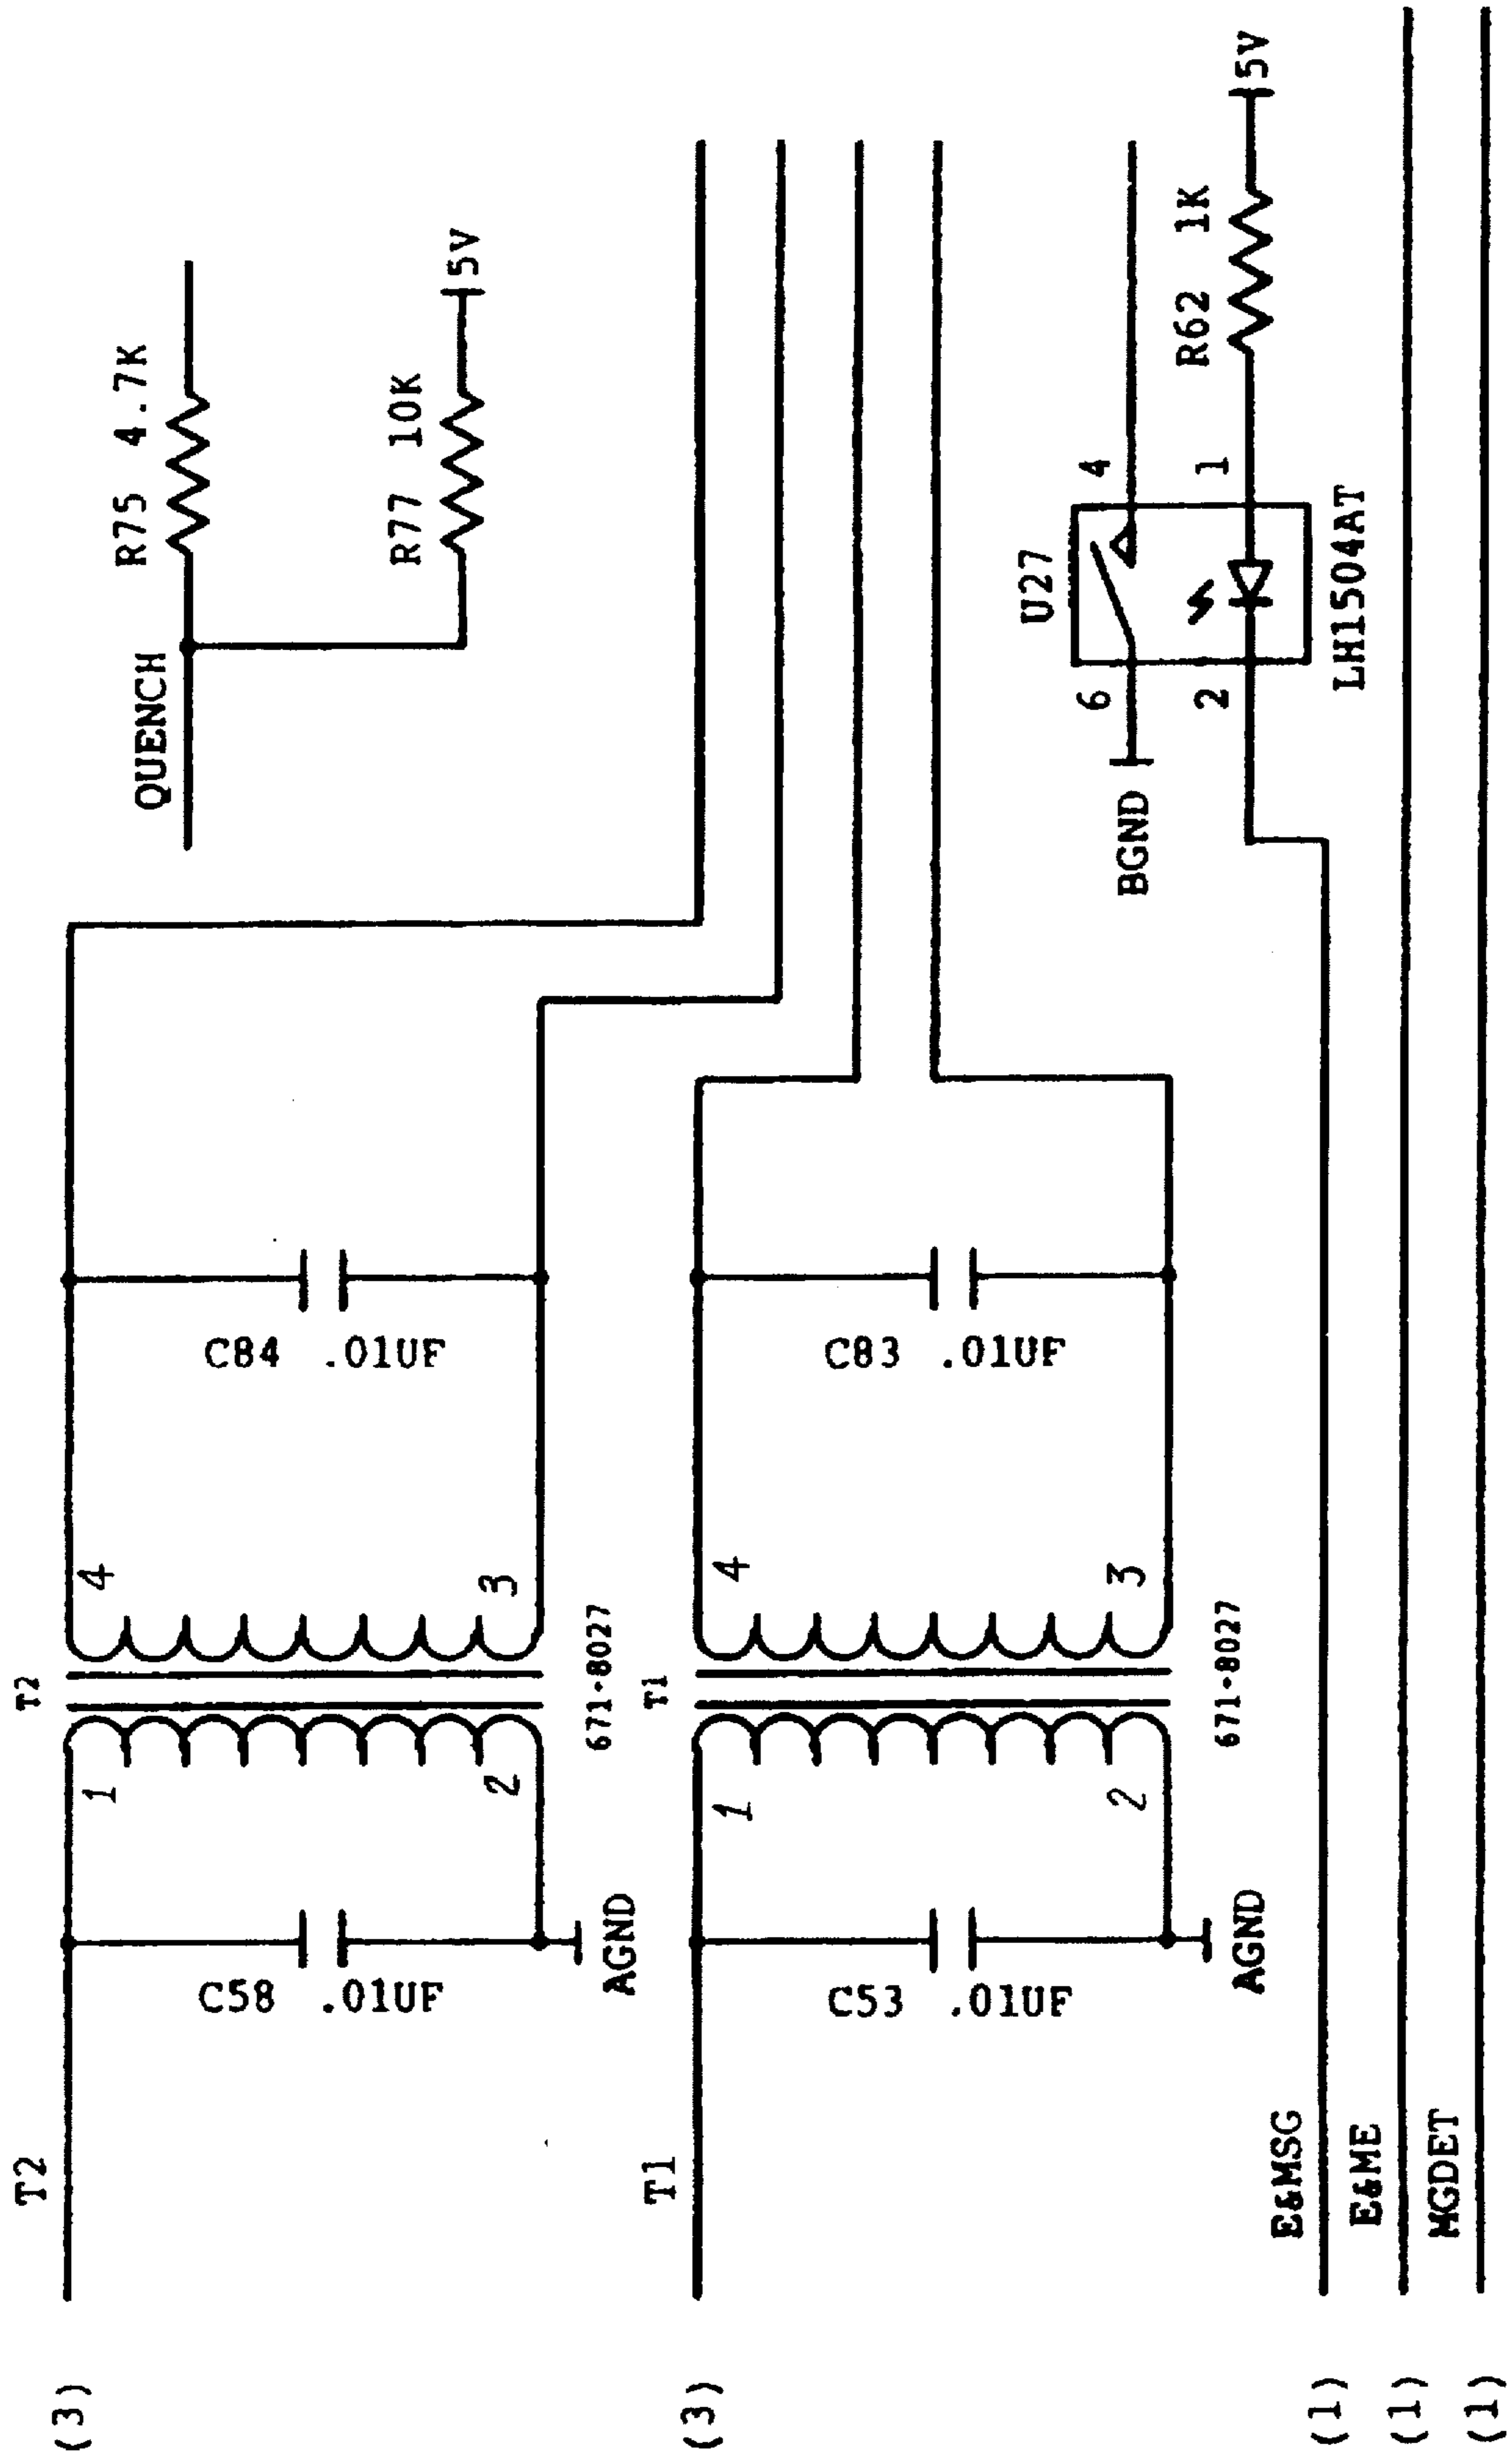 (3)
T2
C58 .01UF
AGND
1
2
T2
671-8027
4
3
C84 .01UF
QUENCH
R75 4.7K
R77 10K
5V
(3)
T1
C53 .01UF
AGND
1
2
T1
671-8027
4
3
C83 .01UF
BGND
U27
6
4
2
1
LH1504AT
R62 1K
5V
(1)
E&MSG
(1)
E&ME
(1)
MGDET